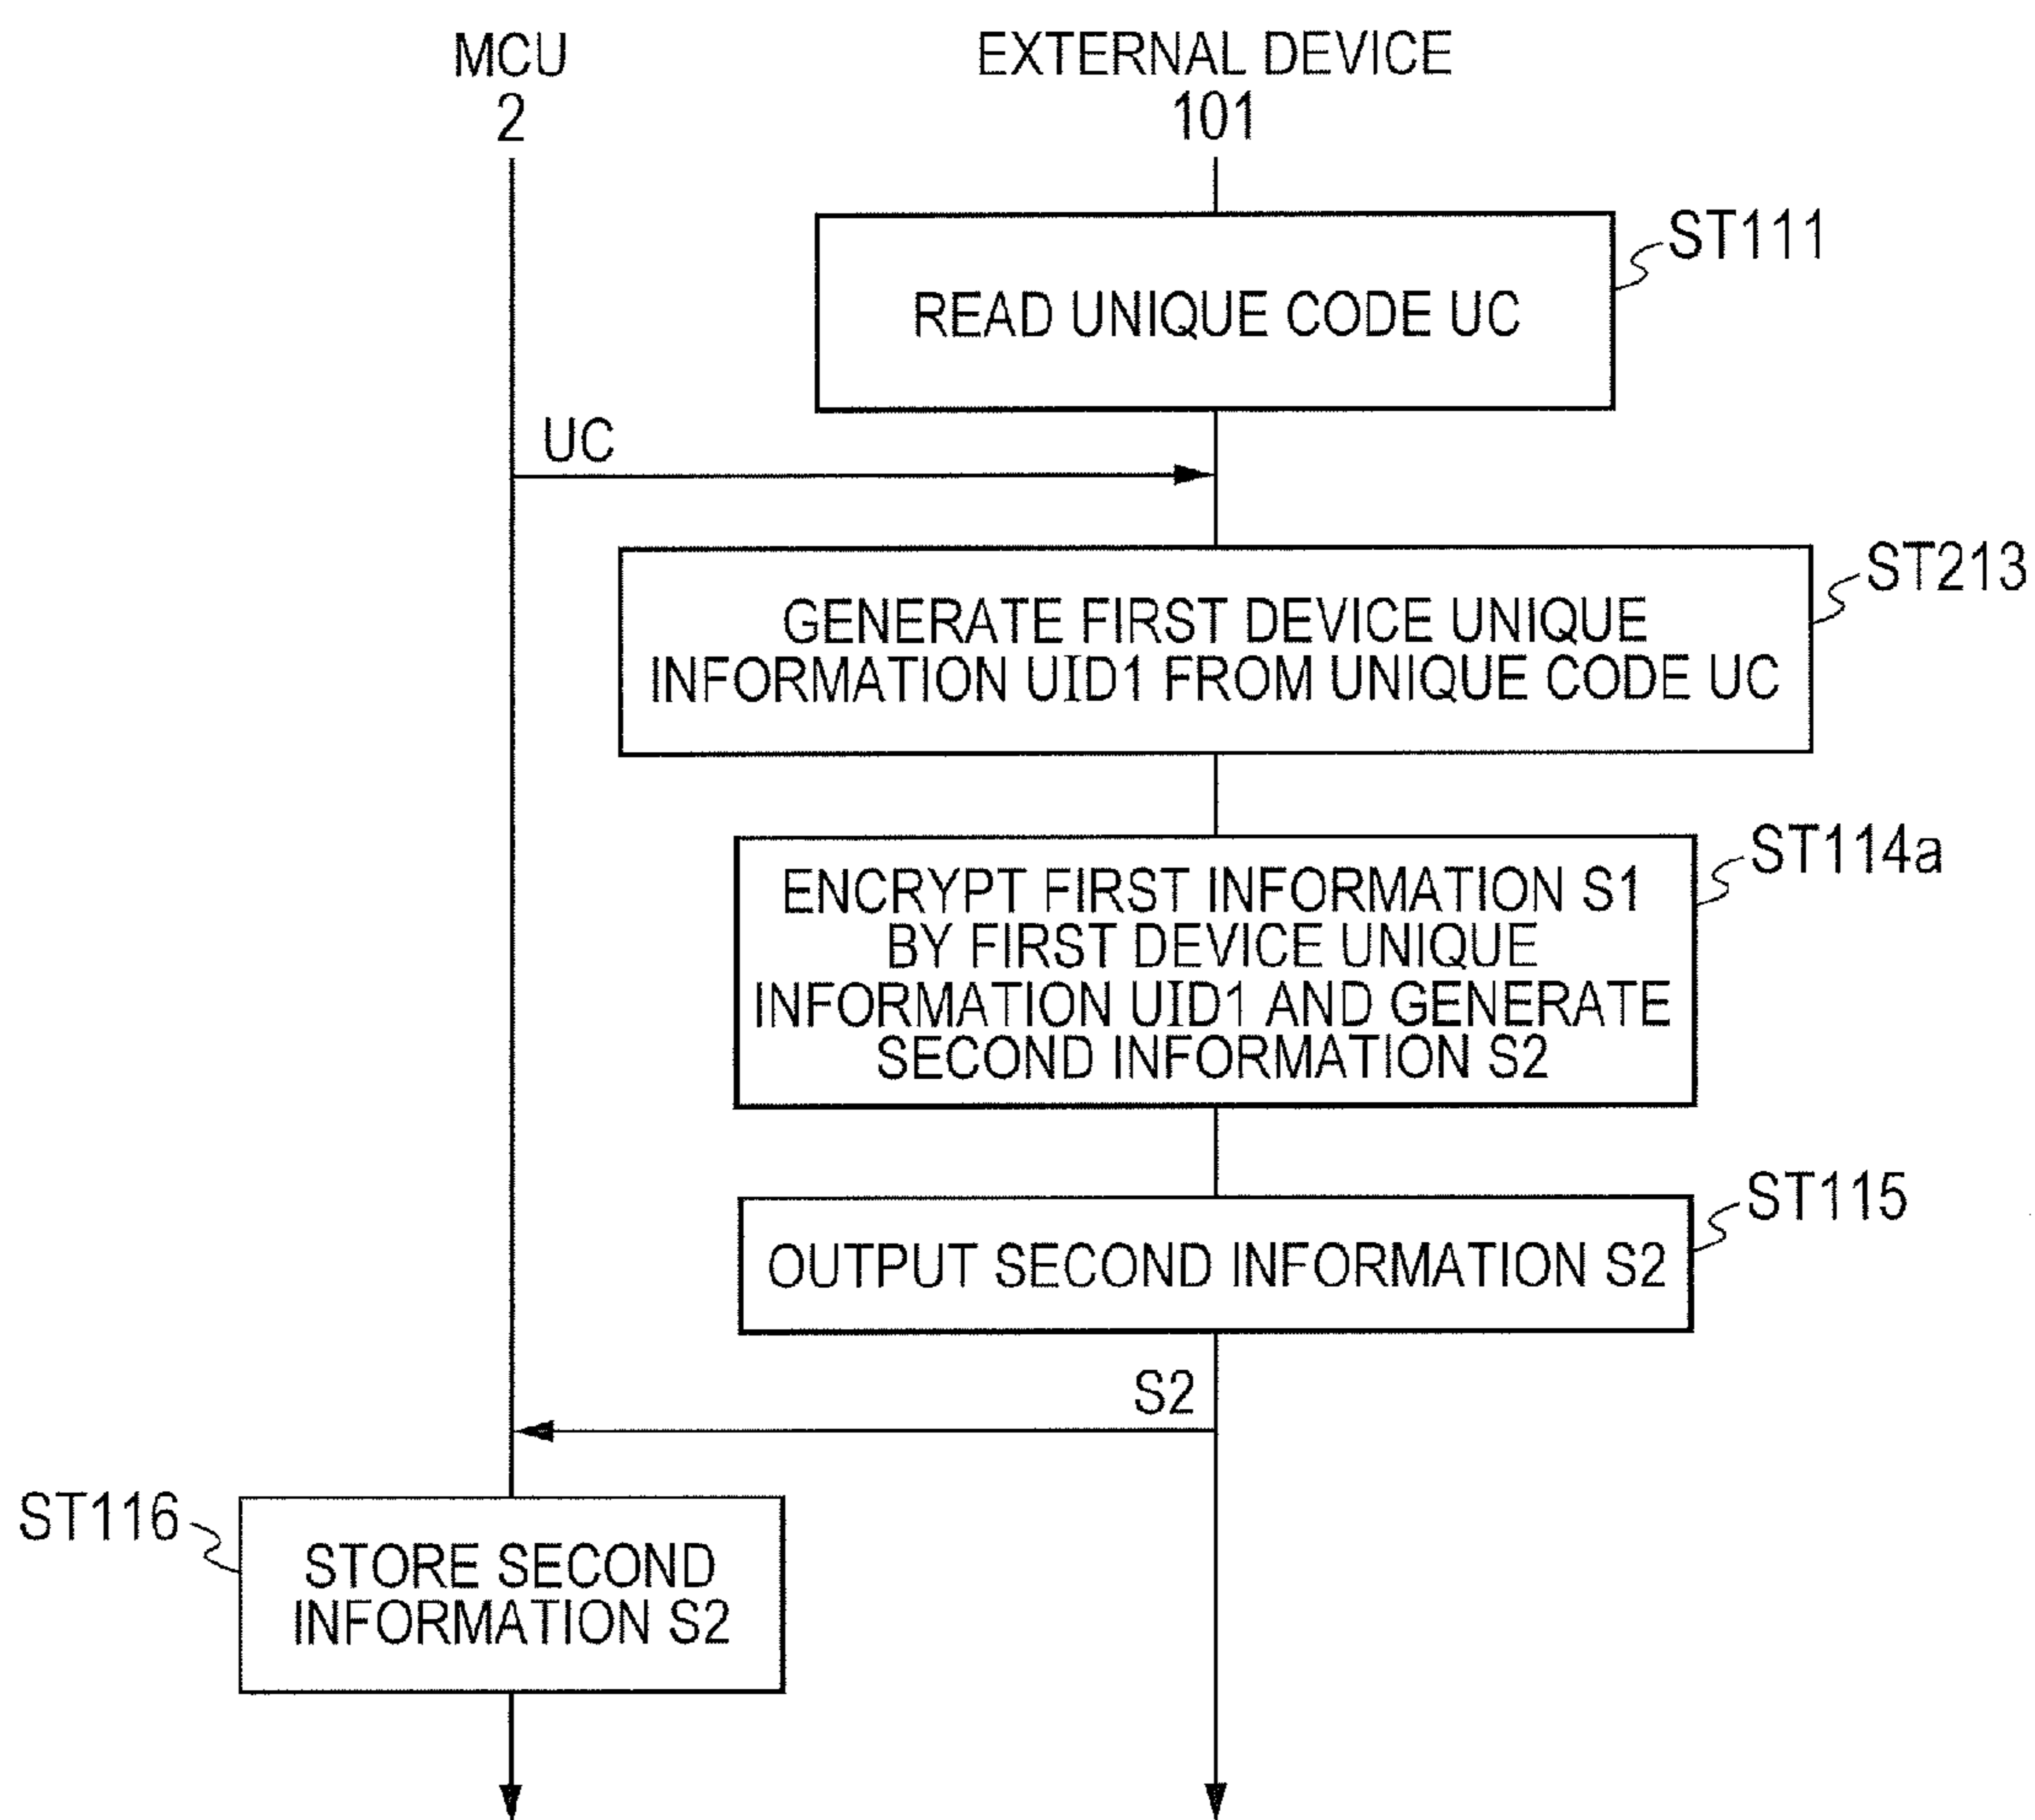 MCU
2
EXTERNAL DEVICE
101
ST111
READ UNIQUE CODE UC
UC
ST213
GENERATE FIRST DEVICE UNIQUE
INFORMATION UID1 FROM UNIQUE CODE UC
ST114a
ENCRYPT FIRST INFORMATION S1
BY FIRST DEVICE UNIQUE
INFORMATION UID1 AND GENERATE
SECOND INFORMATION S2
ST115
OUTPUT SECOND INFORMATION S2
S2
ST116
STORE SECOND
INFORMATION S2